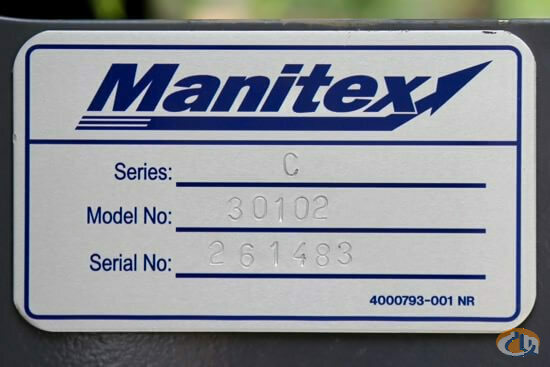 Manitex
Series: C
Model No: 30102
Serial No: 261483
4000793-001 NR